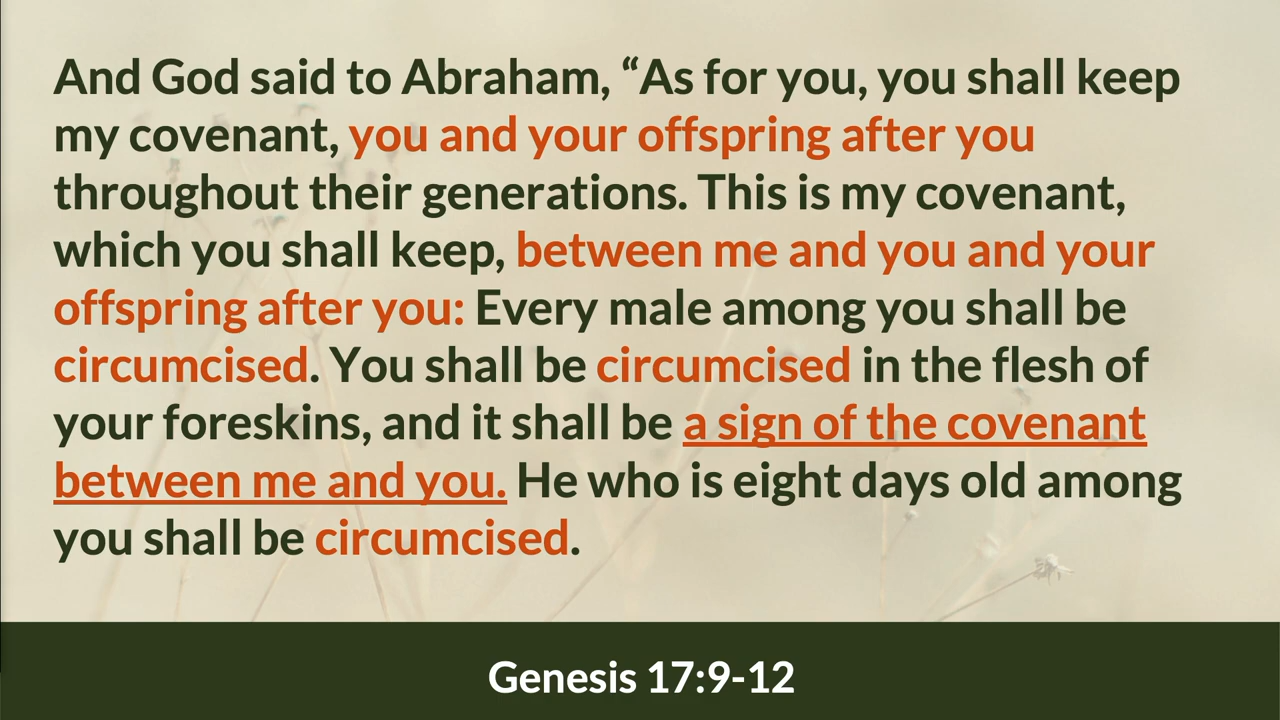 And God said to Abraham, “As for you, you shall keep
my covenant, you and your offspring after you
throughout their generations. This is my covenant,
which you shall keep, between me and you and your
offspring after you: Every male among you shall be
circumcised. You shall be circumcised in the flesh of
your foreskins, and it shall be a sign of the covenant
between me and you. He who is eight days old among
you shall be circumcised.
Genesis 17:9-12